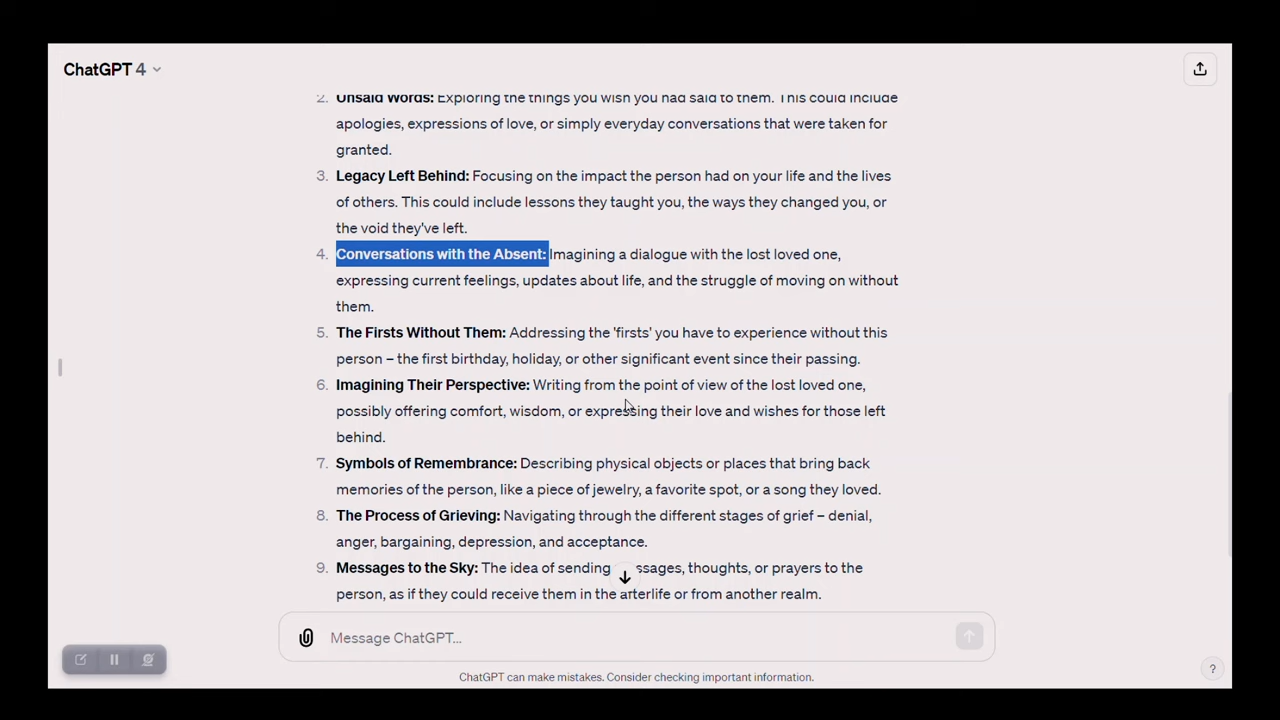 ChatGPT 4
2. Unsaid Words: Exploring the things you wish you had said to them. This could include
apologies, expressions of love, or simply everyday conversations that were taken for
granted.
3. Legacy Left Behind: Focusing on the impact the person had on your life and the lives
of others. This could include lessons they taught you, the ways they changed you, or
the void they've left.
4. Conversations with the Absent: Imagining a dialogue with the lost loved one,
expressing current feelings, updates about life, and the struggle of moving on without
them.
5. The Firsts Without Them: Addressing the 'firsts' you have to experience without this
person – the first birthday, holiday, or other significant event since their passing.
6. Imagining Their Perspective: Writing from the point of view of the lost loved one,
possibly offering comfort, wisdom, or expressing their love and wishes for those left
behind.
7. Symbols of Remembrance: Describing physical objects or places that bring back
memories of the person, like a piece of jewelry, a favorite spot, or a song they loved.
8. The Process of Grieving: Navigating through the different stages of grief – denial,
anger, bargaining, depression, and acceptance.
9. Messages to the Sky: The idea of sending messages, thoughts, or prayers to the
person, as if they could receive them in the afterlife or from another realm.
Message ChatGPT...
ChatGPT can make mistakes. Consider checking important information.
?